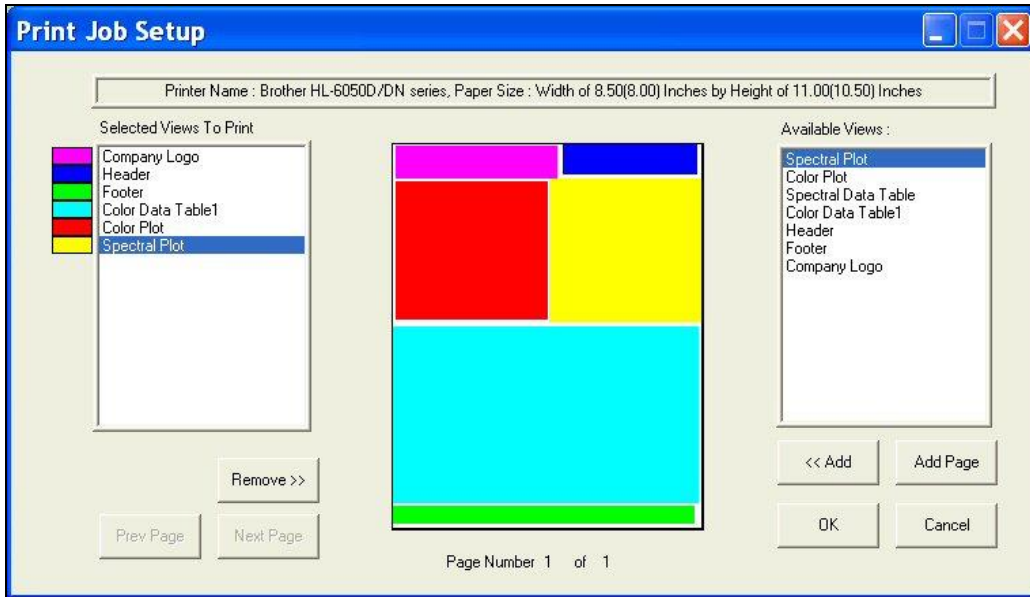 Print Job Setup
Printer Name : Brother HL-6050D/DN series, Paper Size : Width of 8.50(8.00) Inches by Height of 11.00(10.50) Inches
Selected Views To Print
Company Logo
Header
Footer
Color Data Table1
Color Plot
Spectral Plot
Available Views :
Spectral Plot
Color Plot
Spectral Data Table
Color Data Table1
Header
Footer
Company Logo
Remove >>
<< Add
Add Page
Prev Page
Next Page
OK
Cancel
Page Number 1 of 1